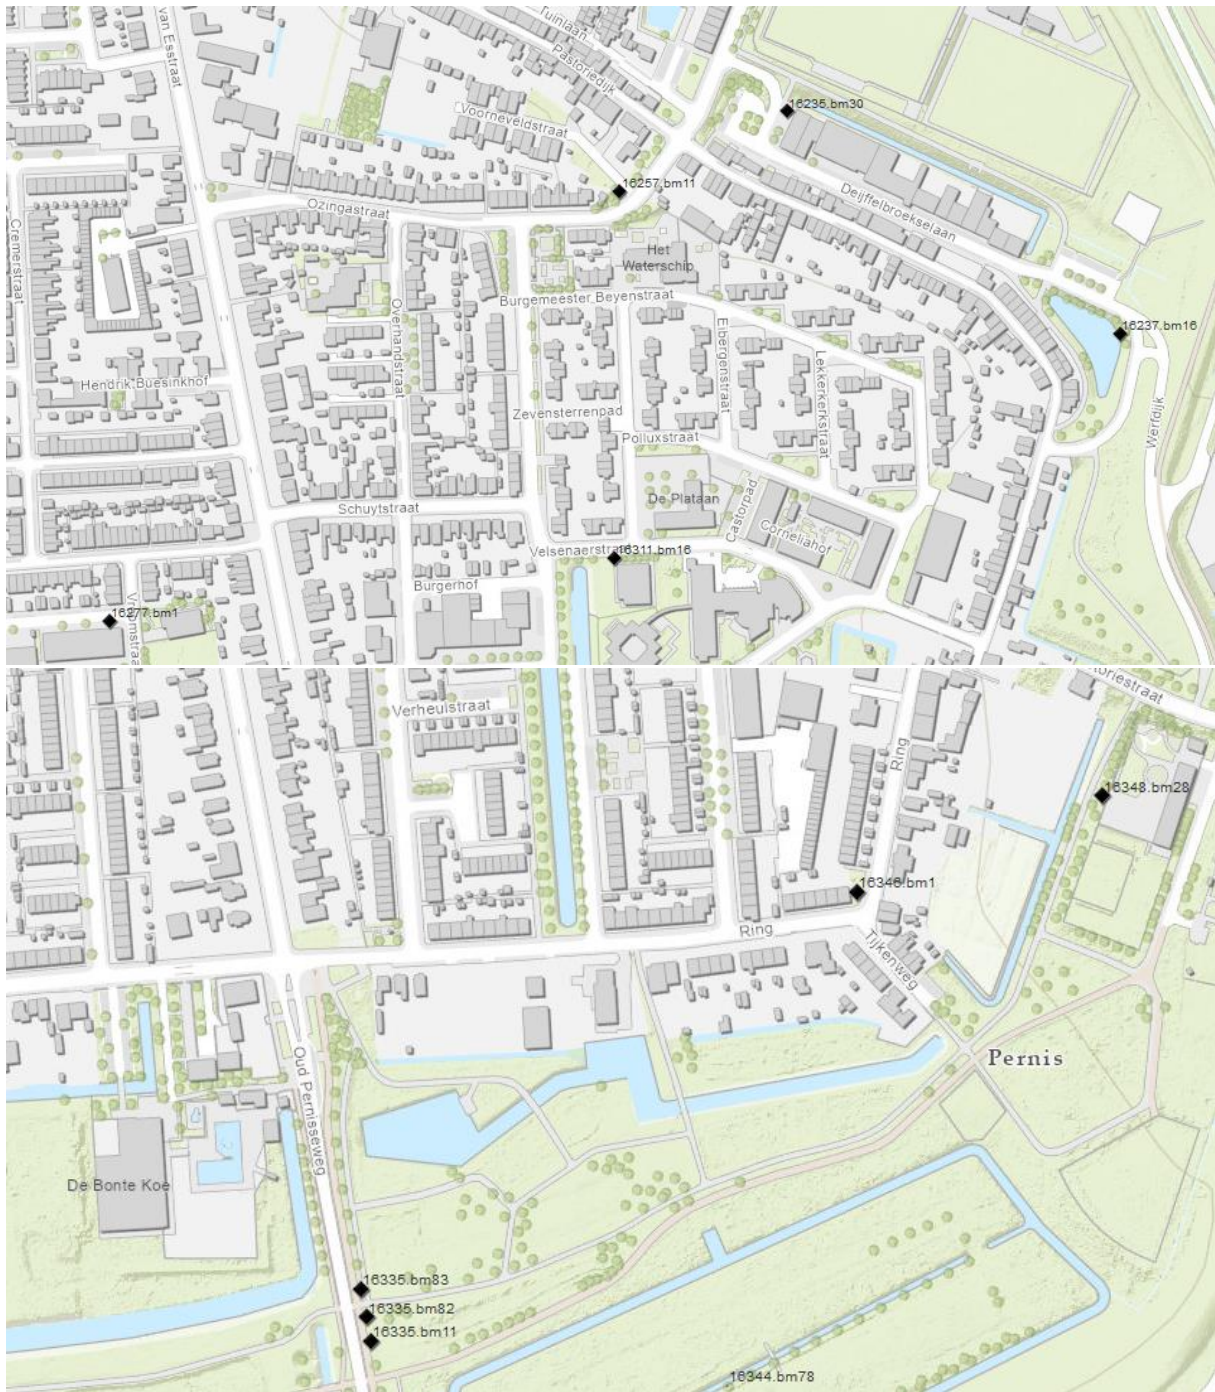 Tuinlaan
van Esstraat
Pastoriedijk
16235.bm30
Voorneveldstraat
16257.bm11
Deijffelbroekselaan
Ozingastraat
Cremerstraat
Het
Waterschip
Burgemeester Beyenstraat
Overhandstraat
Elbergenstraat
16237.bm16
Lekkerkerkstraat
Hendrik Buesinkhof
Werfdijk
Zevensterrenpad
Polluxstraat
De Plataan
Castorpad
Schuytstraat
Corneliahof
16311.bm16
Burgerhof
16277.bm1
Verheulstraat
Ring
16348.bm28
16346.bm1
Ring
Tijkenweg
Pernis
Oud Pernisseweg
De Bonte Koe
16335.bm83
16335.bm82
16335.bm11
16344.bm78